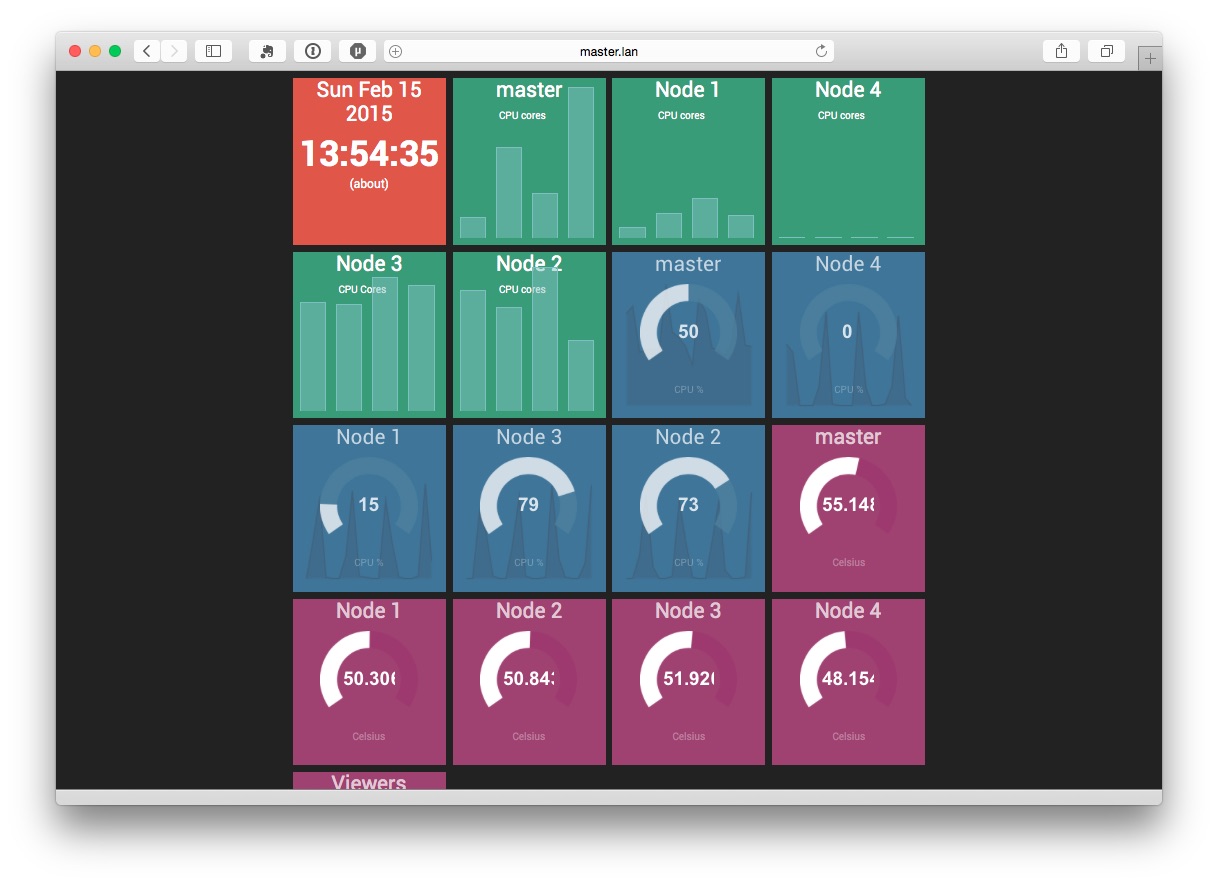 master.lan
Sun Feb 15
2015
13:54:35
(about)
master
CPU cores
Node 1
CPU cores
Node 4
CPU cores
Node 3
CPU Cores
Node 2
CPU cores
master
50
CPU %
Node 4
0
CPU %
Node 1
15
CPU %
Node 3
79
CPU %
Node 2
73
CPU %
master
55.148
Celsius
Node 1
50.306
Celsius
Node 2
50.843
Celsius
Node 3
51.920
Celsius
Node 4
48.154
Celsius
Viewers